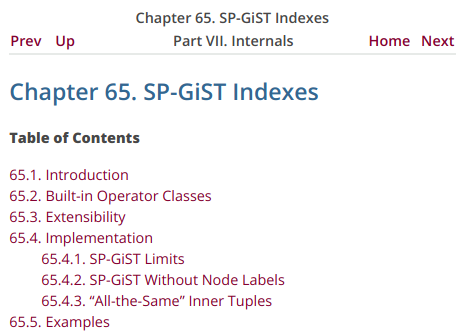 Chapter 65. SP-GiST Indexes
Prev Up Part VII. Internals Home Next
Chapter 65. SP-GiST Indexes
Table of Contents
65.1. Introduction
65.2. Built-in Operator Classes
65.3. Extensibility
65.4. Implementation
65.4.1. SP-GiST Limits
65.4.2. SP-GiST Without Node Labels
65.4.3. “All-the-Same” Inner Tuples
65.5. Examples